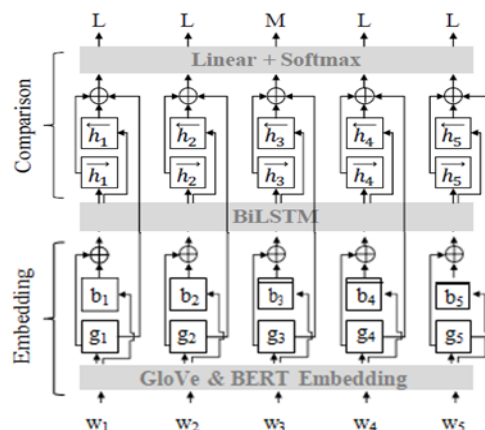 L L M L L
Linear + Softmax
Comparison
h1 h2 h3 h4 h5
h1 h2 h3 h4 h5
BiLSTM
Embedding
b1 b2 b3 b4 b5
g1 g2 g3 g4 g5
GloVe & BERT Embedding
w1 w2 w3 w4 w5